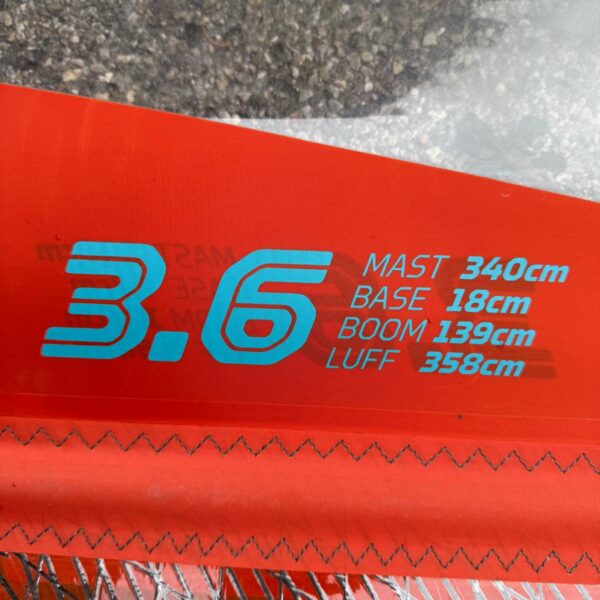 3.6
MAST 340cm
BASE 18cm
BOOM 139cm
LUFF 358cm